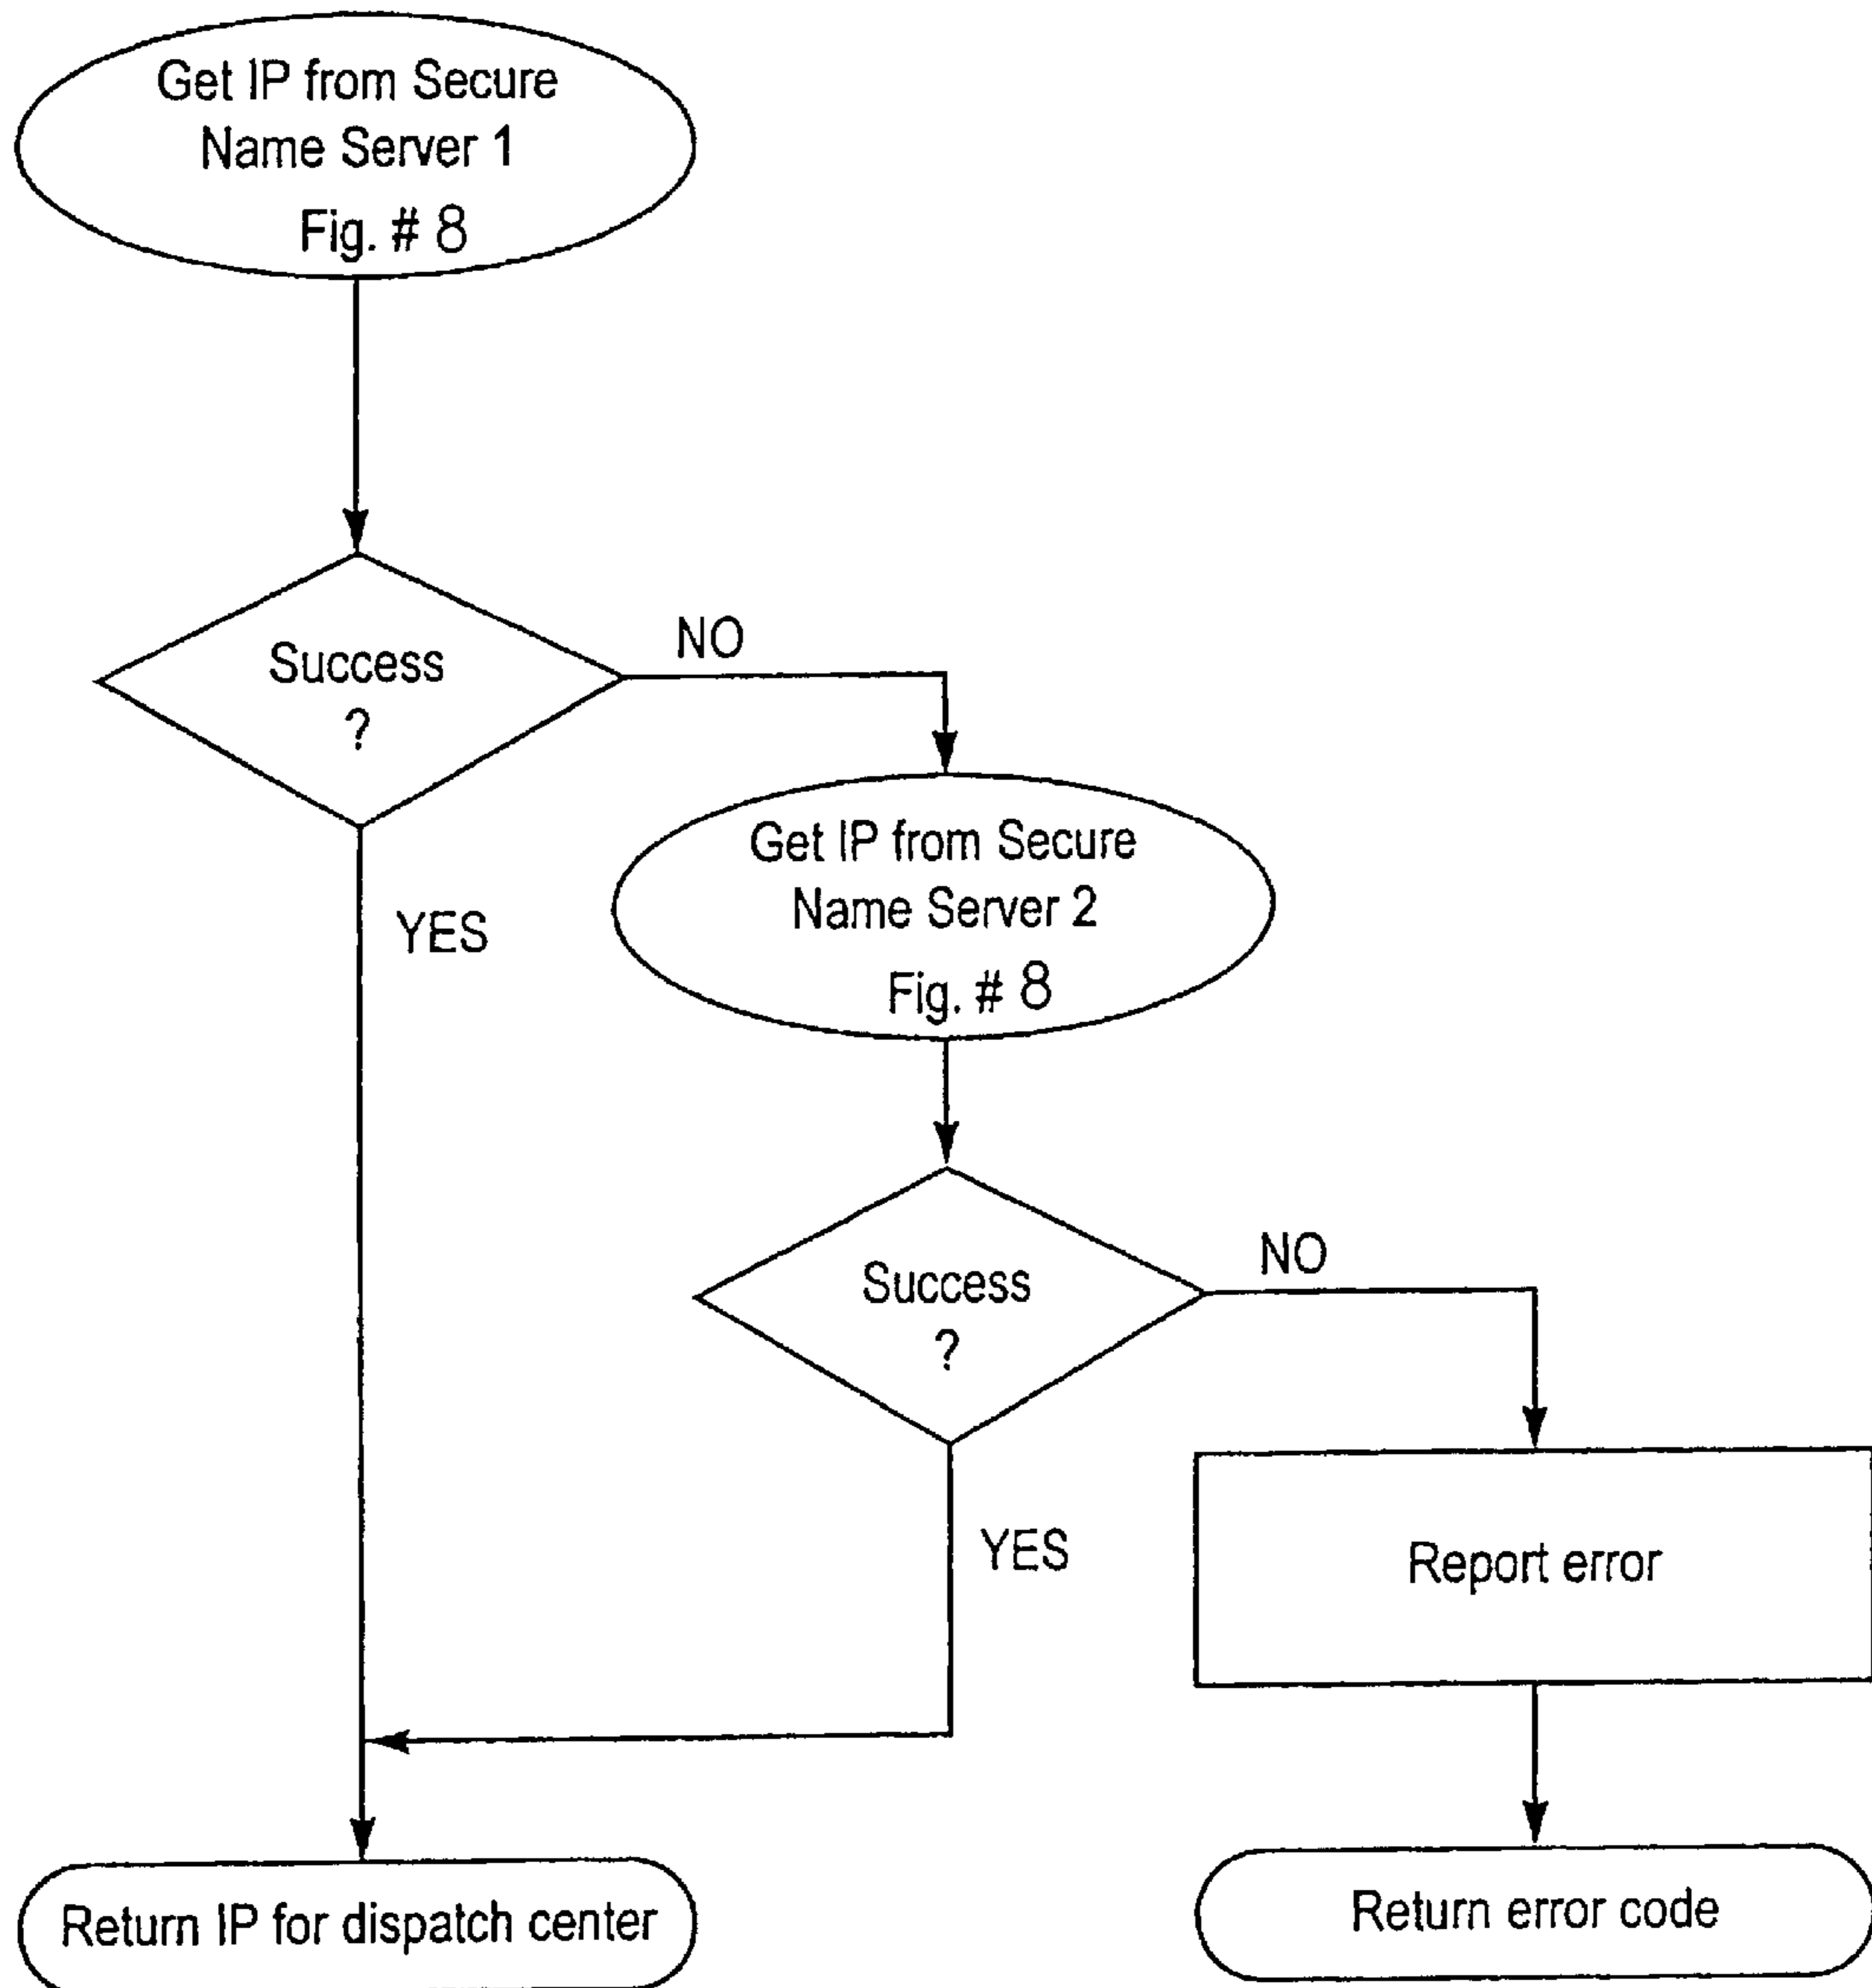 Get IP from Secure
Name Server 1
Fig. # 8
Success
?
NO
YES
Get IP from Secure
Name Server 2
Fig. # 8
Success
?
NO
YES
Report error
Return IP for dispatch center
Return error code